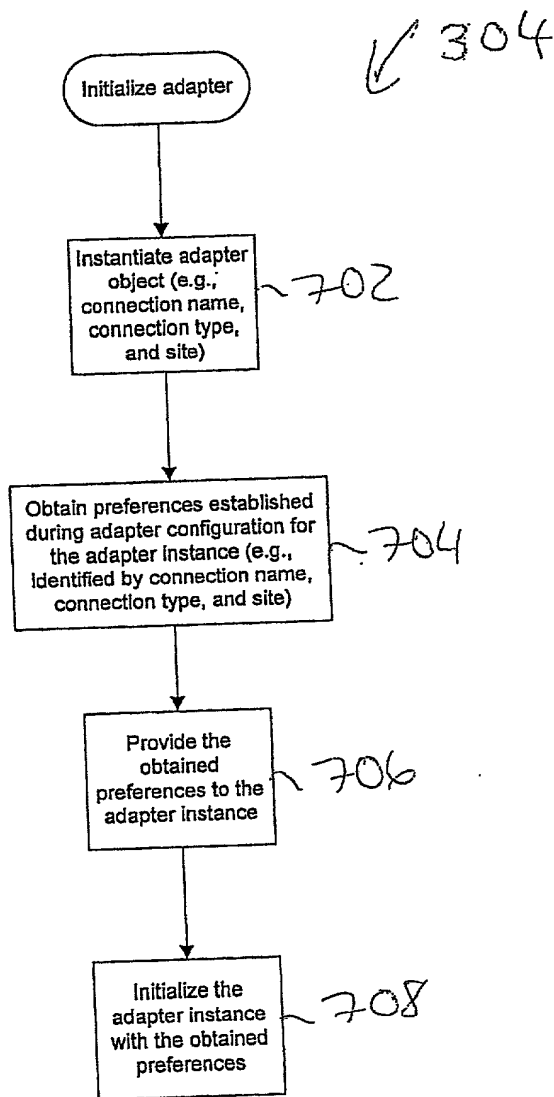 304
Initialize adapter
Instantiate adapter
object (e.g.,
connection name,
connection type,
and site)
702
Obtain preferences established
during adapter configuration for
the adapter instance (e.g.,
identified by connection name,
connection type, and site)
704
Provide the
obtained
preferences to the
adapter instance
706
Initialize the
adapter instance
with the obtained
preferences
708